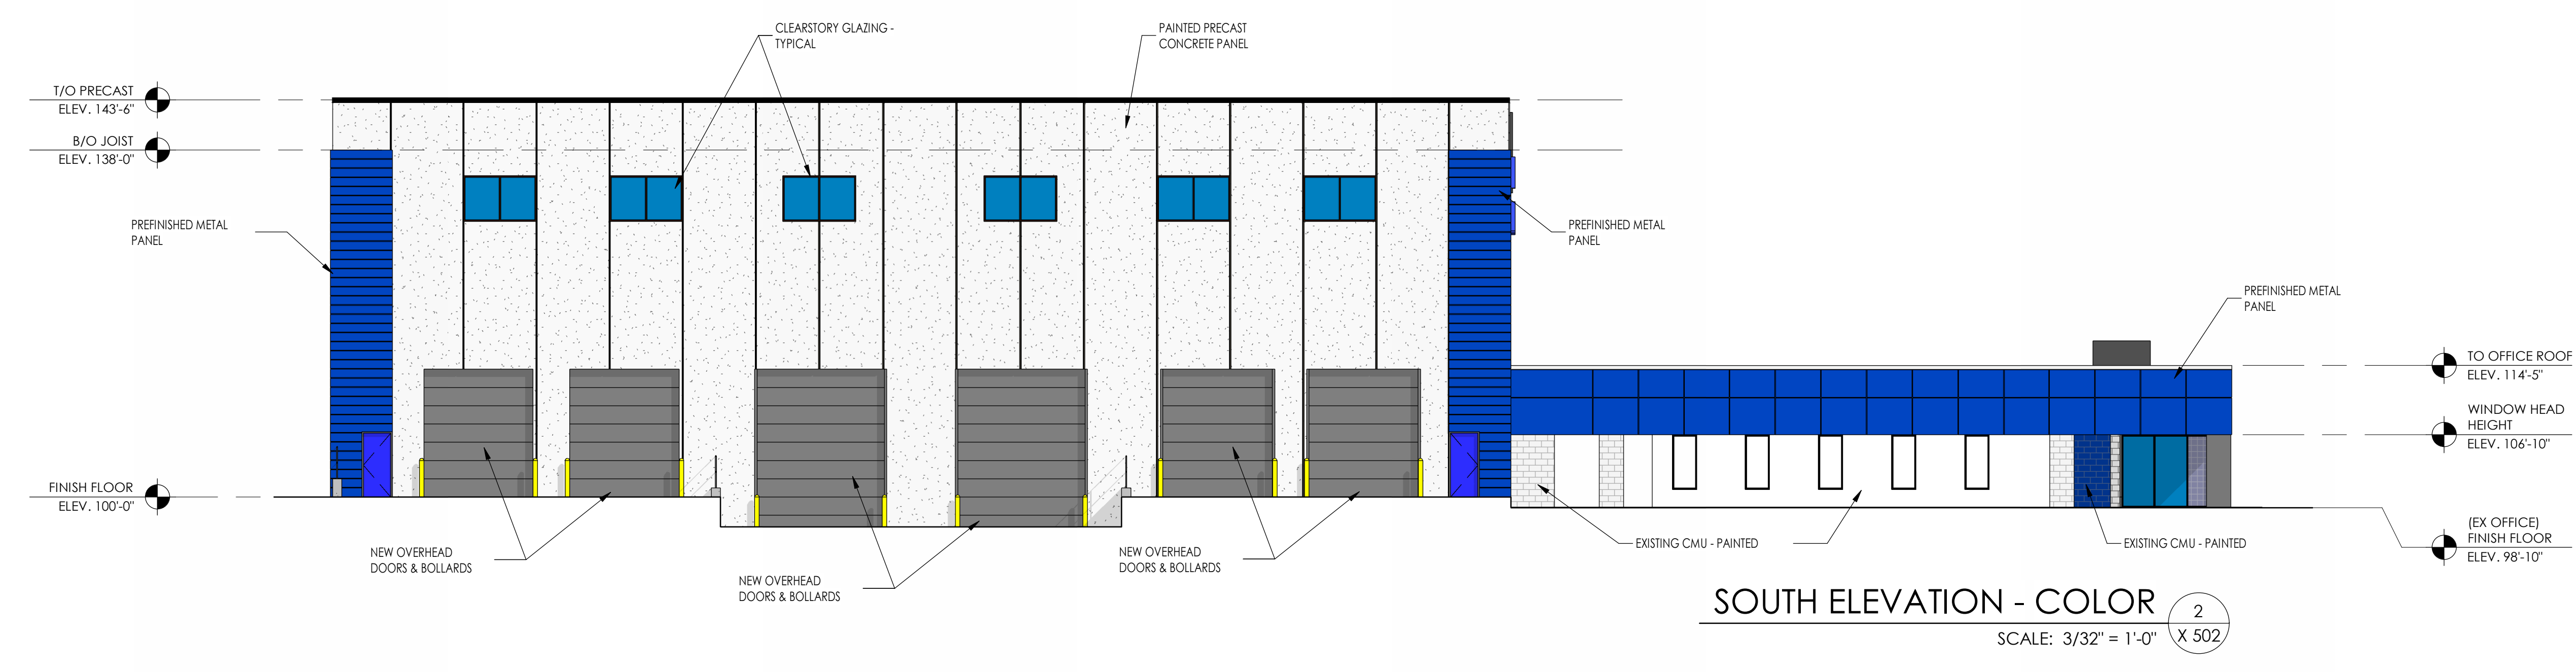 CLEARSTORY GLAZING -
TYPICAL
PAINTED PRECAST
CONCRETE PANEL
T/O PRECAST
ELEV. 143'-6"
B/O JOIST
ELEV. 138'-0"
PREFINISHED METAL
PANEL
PREFINISHED METAL
PANEL
PREFINISHED METAL
PANEL
TO OFFICE ROOF
ELEV. 114'-5"
WINDOW HEAD
HEIGHT
ELEV. 106'-10"
FINISH FLOOR
ELEV. 100'-0"
(EX OFFICE)
FINISH FLOOR
ELEV. 98'-10"
NEW OVERHEAD
DOORS & BOLLARDS
NEW OVERHEAD
DOORS & BOLLARDS
NEW OVERHEAD
DOORS & BOLLARDS
EXISTING CMU - PAINTED
EXISTING CMU - PAINTED
SOUTH ELEVATION - COLOR
2
X 502
SCALE: 3/32" = 1'-0"